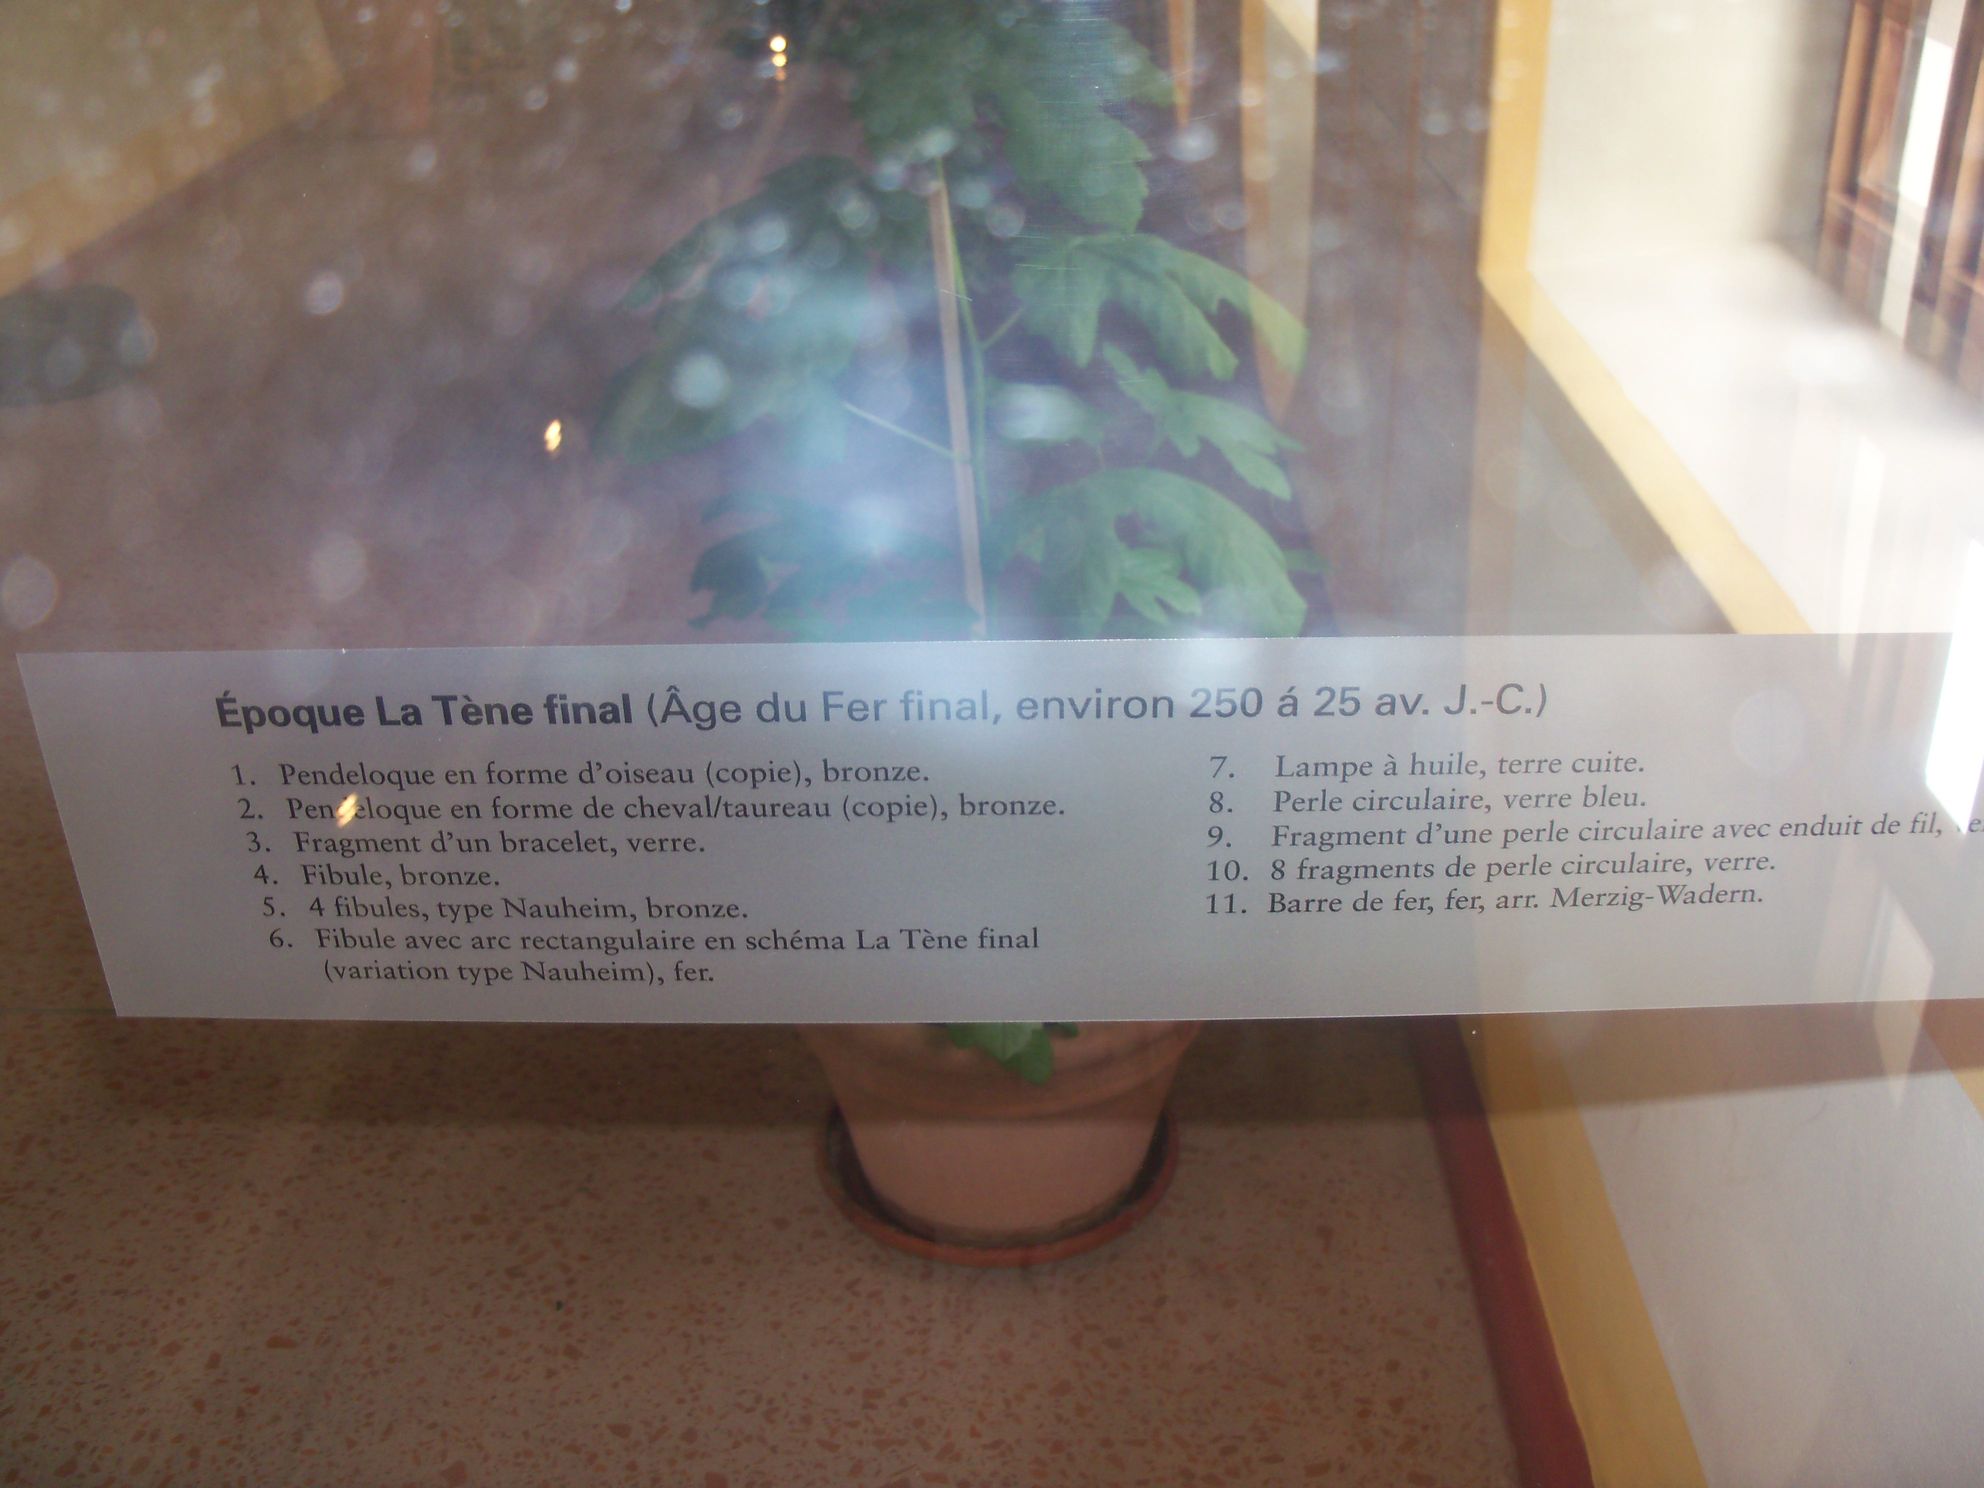 Époque La Tène final (Âge du Fer final, environ 250 á 25 av. J.-C.)
1. Pendeloque en forme d'oiseau (copie), bronze.
2. Pendeloque en forme de cheval/taureau (copie), bronze.
3. Fragment d'un bracelet, verre.
4. Fibule, bronze.
5. 4 fibules, type Nauheim, bronze.
6. Fibule avec arc rectangulaire en schéma La Tène final
(variation type Nauheim), fer.
7. Lampe à huile, terre cuite.
8. Perle circulaire, verre bleu.
9. Fragment d'une perle circulaire avec enduit de fil,
10. 8 fragments de perle circulaire, verre.
11. Barre de fer, fer, arr. Merzig-Wadern.